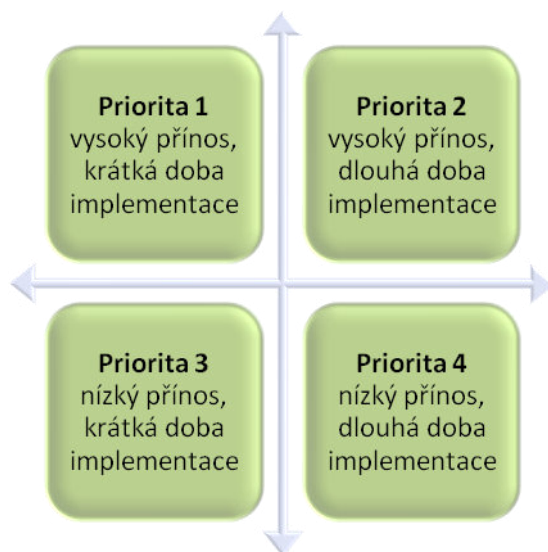 Priorita 1
vysoký přínos,
krátká doba
implementace
Priorita 2
vysoký přínos,
dlouhá doba
implementace
Priorita 3
nízký přínos,
krátká doba
implementace
Priorita 4
nízký přínos,
dlouhá doba
implementace